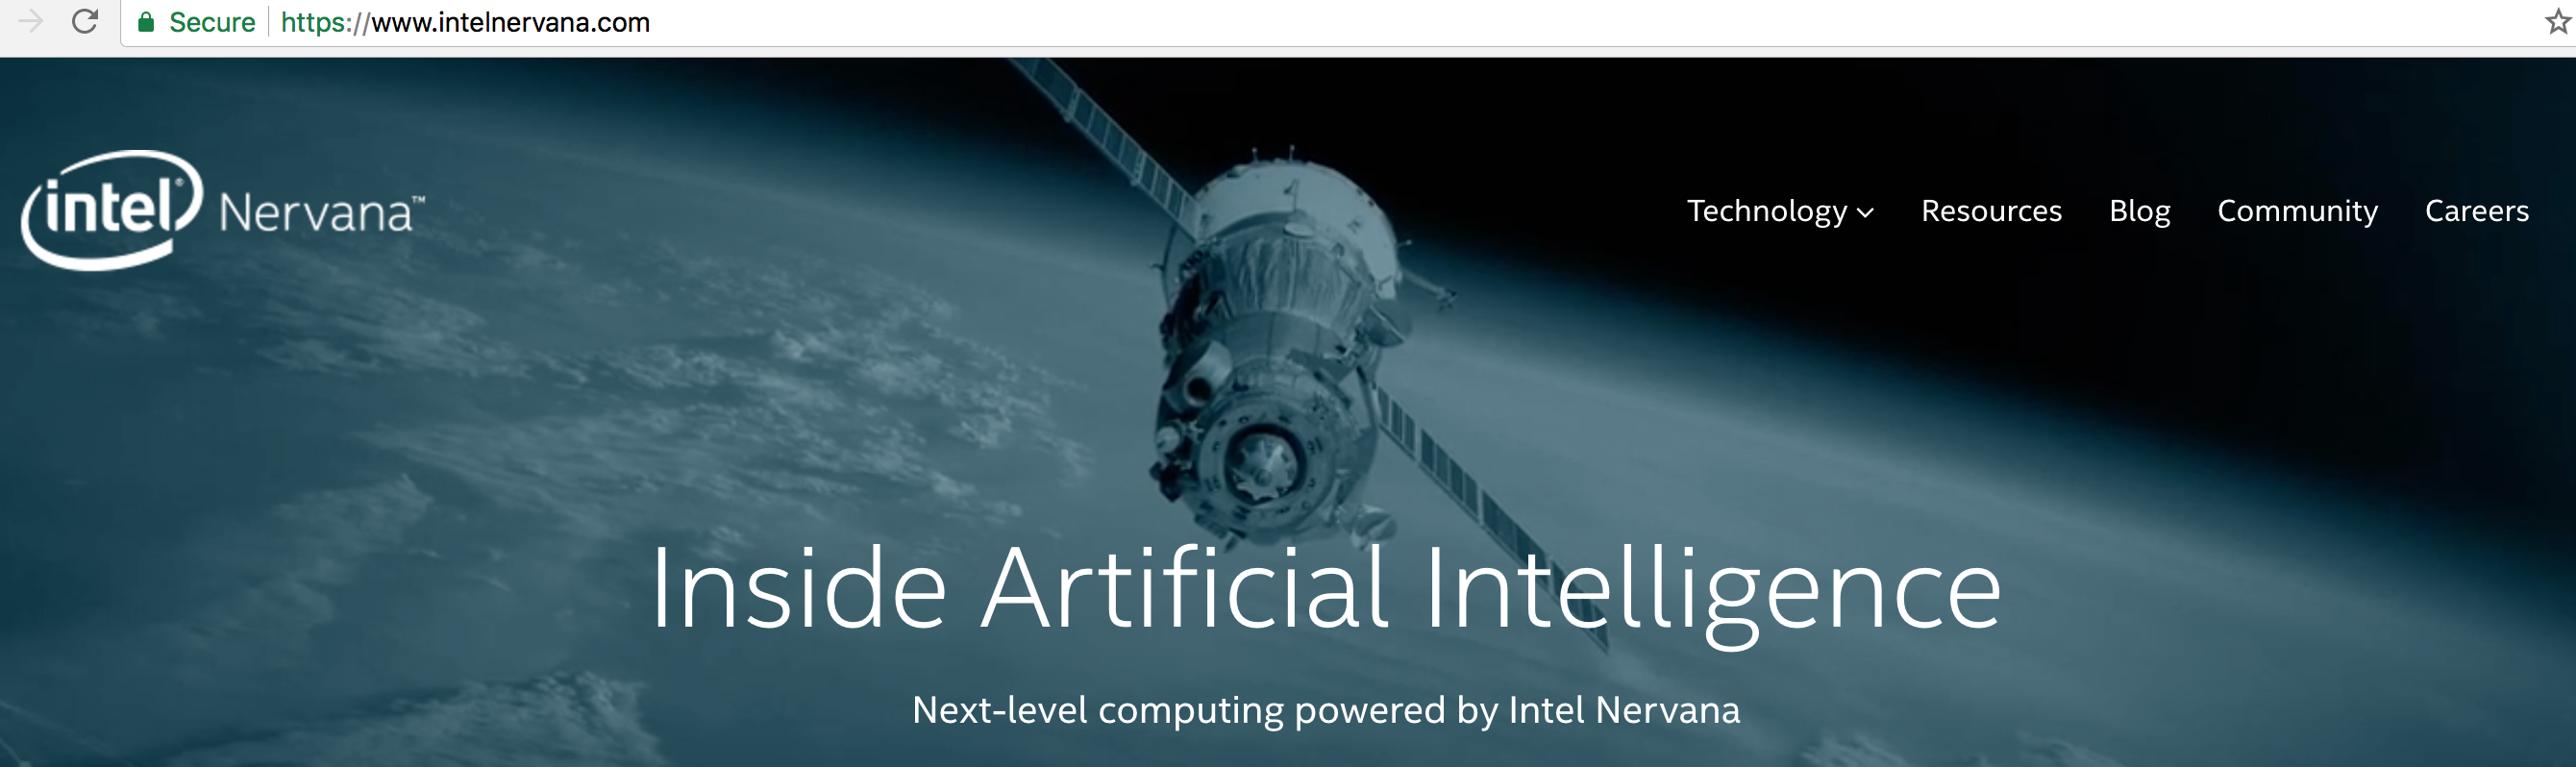 Secure https://www.intelnervana.com
intel® Nervana™
Technology Resources Blog Community Careers
Inside Artificial Intelligence
Next-level computing powered by Intel Nervana